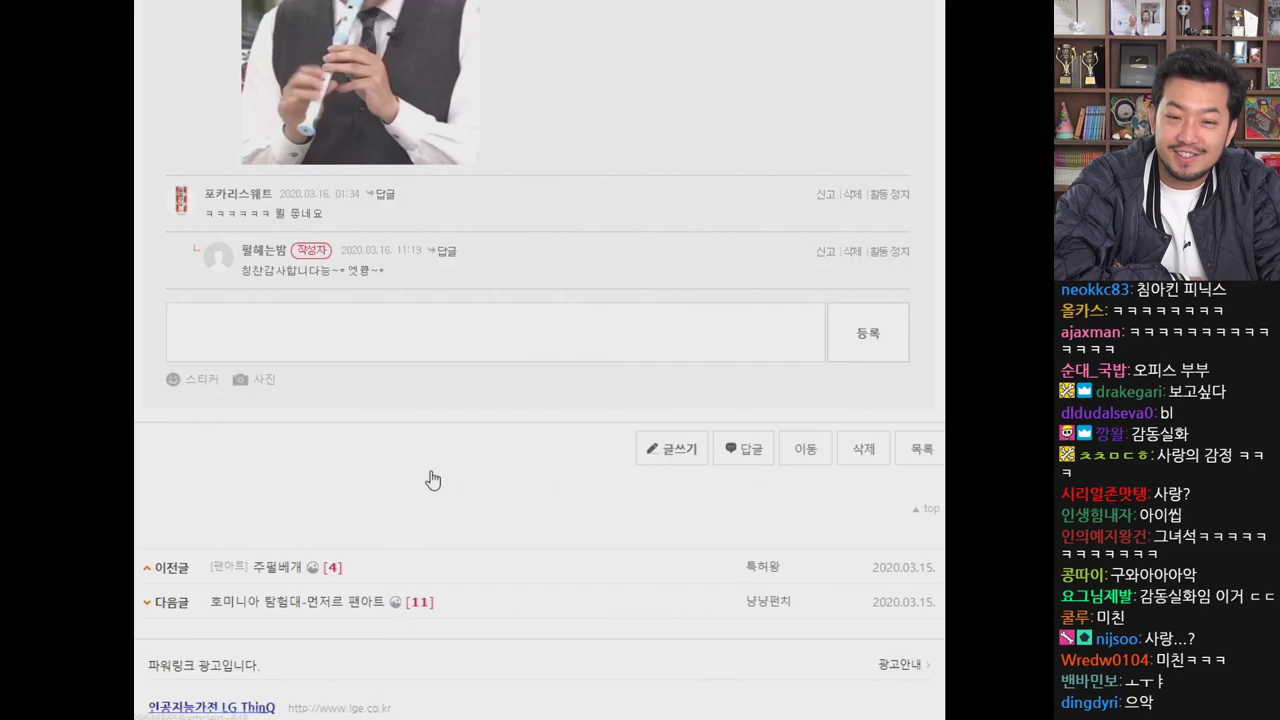 포카리스웨트 2020.03.16. 01:34 답글 신고 | 삭제 | 활동정지
ㅋㅋㅋㅋㅋㅋ 퀄 쭝네요
펄헤는밤 작성자 2020.03.16. 11:19 답글 신고 | 삭제 | 활동정지
칭찬감사합니다능~* 엣큥~*
등록
스티커 사진
글쓰기 답글 이동 삭제 목록
top
이전글 [팬아트] 주펄베개 [4] 특허왕 2020.03.15.
다음글 호미니아 탐험대-먼저르 팬아트 [11] 냥냥펀치 2020.03.15.
파워링크 광고입니다. 광고안내
인공지능가전 LG ThinQ http://www.lge.co.kr
neokkc83: 침아킨 피닉스
올카스: ㅋㅋㅋㅋㅋㅋㅋㅋ
ajaxman: ㅋㅋㅋㅋㅋㅋㅋㅋㅋㅋ
ㅋㅋㅋㅋ
순대_국밥: 오피스 부부
drakegari: 보고싶다
dldudalseva0: bl
깡왈: 감동실화
ㅊㅊㅁㄷㅎ: 사랑의 감정 ㅋㅋ
ㅋ
시리얼존맛탱: 사랑?
인생힘내자: 아이씹
인의예지왕건: 그녀석ㅋㅋㅋㅋㅋ
ㅋㅋㅋㅋㅋㅋㅋㅋ
콩따이: 구와아아아악
요그님제발: 감동실화임 이거 ㄷㄷ
쿨루: 미친
nijsoo: 사랑...?
Wredw0104: 미친ㅋㅋㅋ
밴바민보: ㅗㅜㅑ
dingdyri: 으악